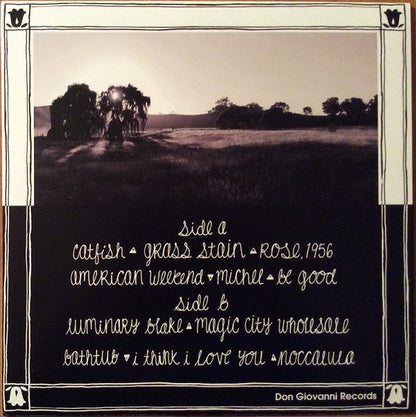 side a
catfish ▲ grass stain ▲ rose, 1956
american weekend ▼ michel ▲ be good
side b
luminary blake ▲ magic city wholesale
bathtub ▼ i think i love you ▲ noccalula
Don Giovanni Records